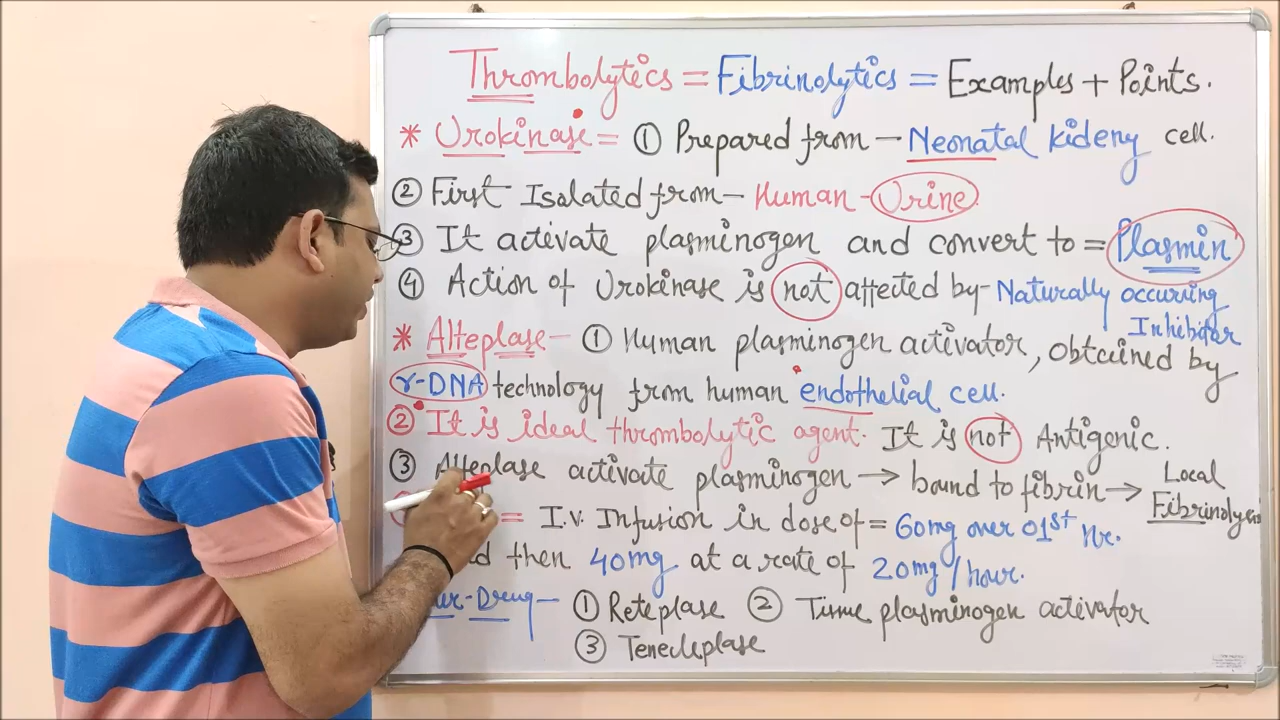 Thrombolytics = Fibrinolytics = Examples + Points.
* Urokinase = ① Prepared from — Neonatal kideny cell.
② First Isolated from — Human - Urine.
③ It activate plasminogen and convert to = Plasmin
④ Action of Urokinase is not affected by - Naturally occuring
Inhibitor
* Alteplase — ① Human plasminogen activator, obtained by
r-DNA technology from human endothelial cell.
② It is ideal thrombolytic agent. It is not Antigenic.
③ Alteplase activate plasminogen → bound to fibrin → Local
= I.v. Infusion in dose of = 60mg over 01st Hr.
then 40mg at a rate of 20mg/hour.
Drug — ① Reteplase ② Tissue plasminogen activator
③ Tenecleplase